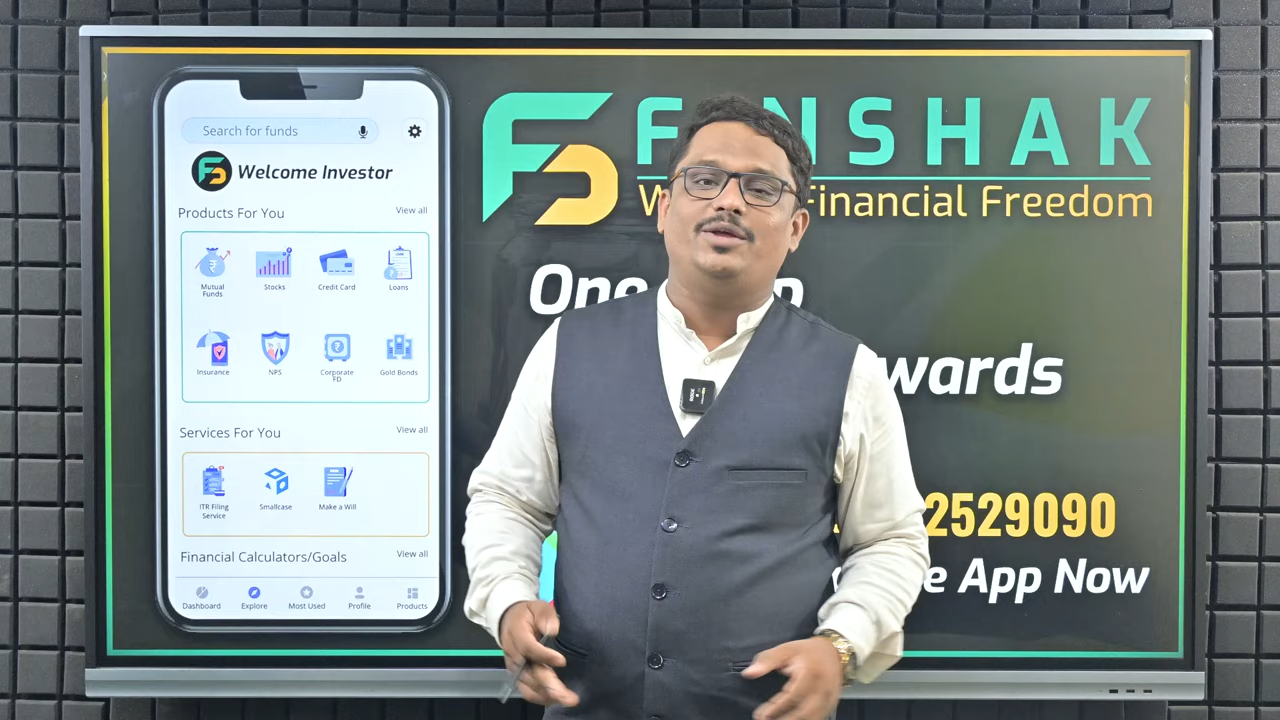 Search for funds
Welcome Investor
Products For You
View all
Mutual
Funds
Stocks
Credit Card
Loans
Insurance
NPS
Corporate
FD
Gold Bonds
Services For You
View all
ITR Filing
Service
Smallcase
Make a Will
Financial Calculators/Goals
View all
Dashboard
Explore
Most Used
Profile
Products
F NSHAK
W Financial Freedom
One
wards
2529090
e App Now